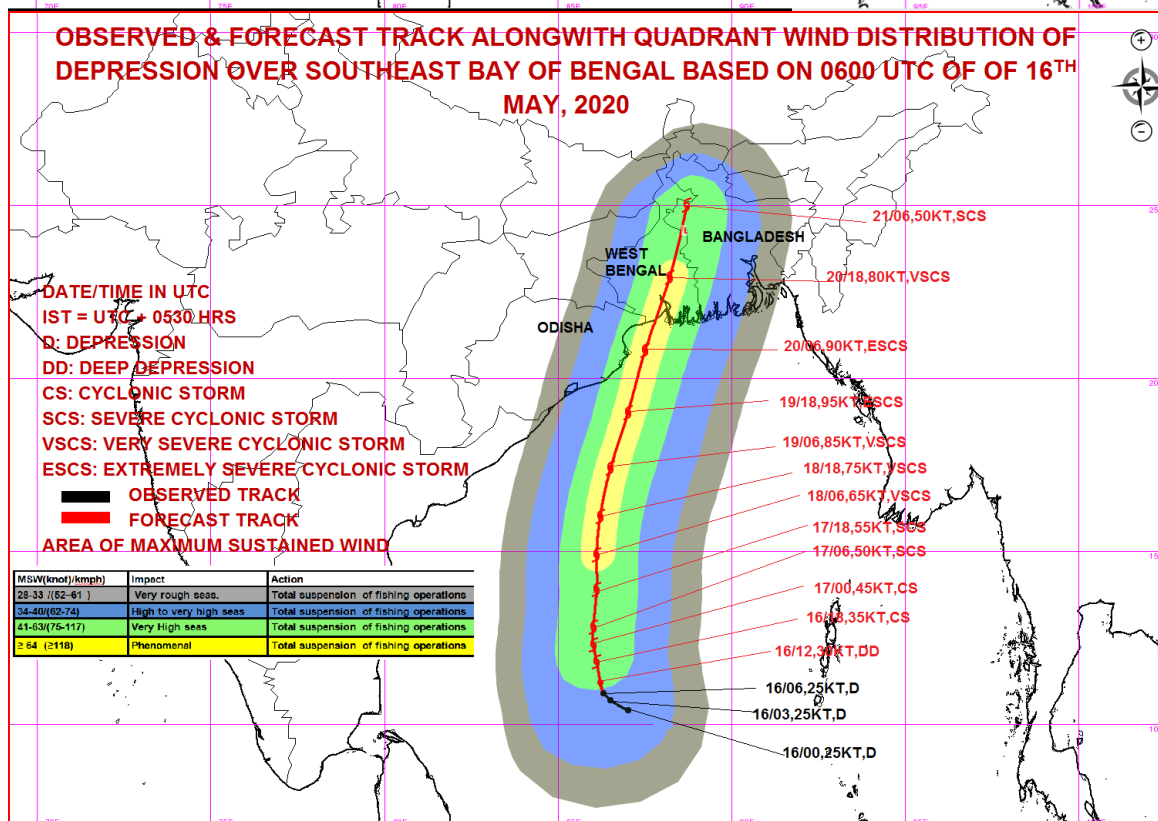 70E 75E 80E 85E 90E 95E
OBSERVED & FORECAST TRACK ALONGWITH QUADRANT WIND DISTRIBUTION OF
DEPRESSION OVER SOUTHEAST BAY OF BENGAL BASED ON 0600 UTC OF OF 16TH
MAY, 2020
21/06,50KT,SCS
BANGLADESH
WEST
BENGAL
20/18,80KT,VSCS
ODISHA
20/06,90KT,ESCS
19/18,95KT,ESCS
19/06,85KT,VSCS
18/18,75KT,VSCS
18/06,65KT,VSCS
17/18,55KT,SCS
17/06,50KT,SCS
17/00,45KT,CS
16/18,35KT,CS
16/12,30KT,DD
16/06,25KT,D
16/03,25KT,D
16/00,25KT,D
DATE/TIME IN UTC
IST = UTC + 0530 HRS
D: DEPRESSION
DD: DEEP DEPRESSION
CS: CYCLONIC STORM
SCS: SEVERE CYCLONIC STORM
VSCS: VERY SEVERE CYCLONIC STORM
ESCS: EXTREMELY SEVERE CYCLONIC STORM
OBSERVED TRACK
FORECAST TRACK
AREA OF MAXIMUM SUSTAINED WIND
MSW(knot)/kmph) Impact Action
28-33 /(52-61 ) Very rough seas. Total suspension of fishing operations
34-40/(62-74) High to very high seas Total suspension of fishing operations
41-63/(75-117) Very High seas Total suspension of fishing operations
≥ 64 (≥118) Phenomenal Total suspension of fishing operations